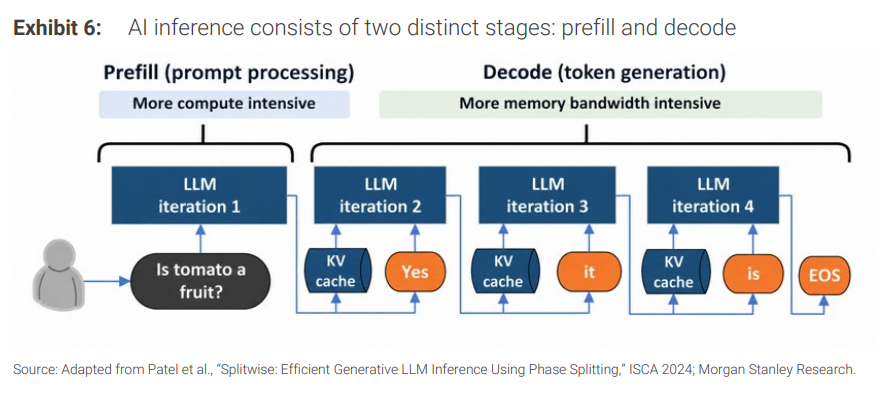 Exhibit 6: AI inference consists of two distinct stages: prefill and decode
Prefill (prompt processing)
More compute intensive
Decode (token generation)
More memory bandwidth intensive
LLM
iteration 1
LLM
iteration 2
LLM
iteration 3
LLM
iteration 4
Is tomato a
fruit?
KV
cache
Yes
KV
cache
it
KV
cache
is
EOS
Source: Adapted from Patel et al., "Splitwise: Efficient Generative LLM Inference Using Phase Splitting," ISCA 2024; Morgan Stanley Research.